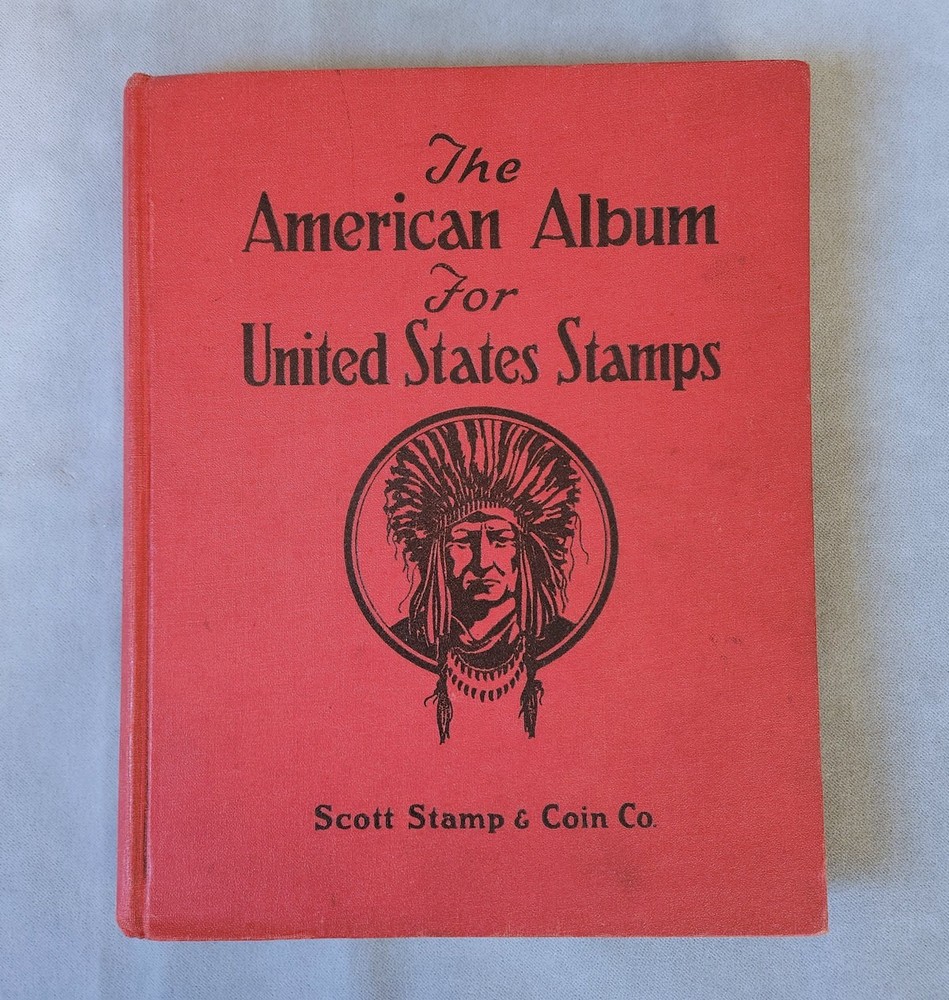 The
American Album
For
United States Stamps
Scott Stamp & Coin Co.